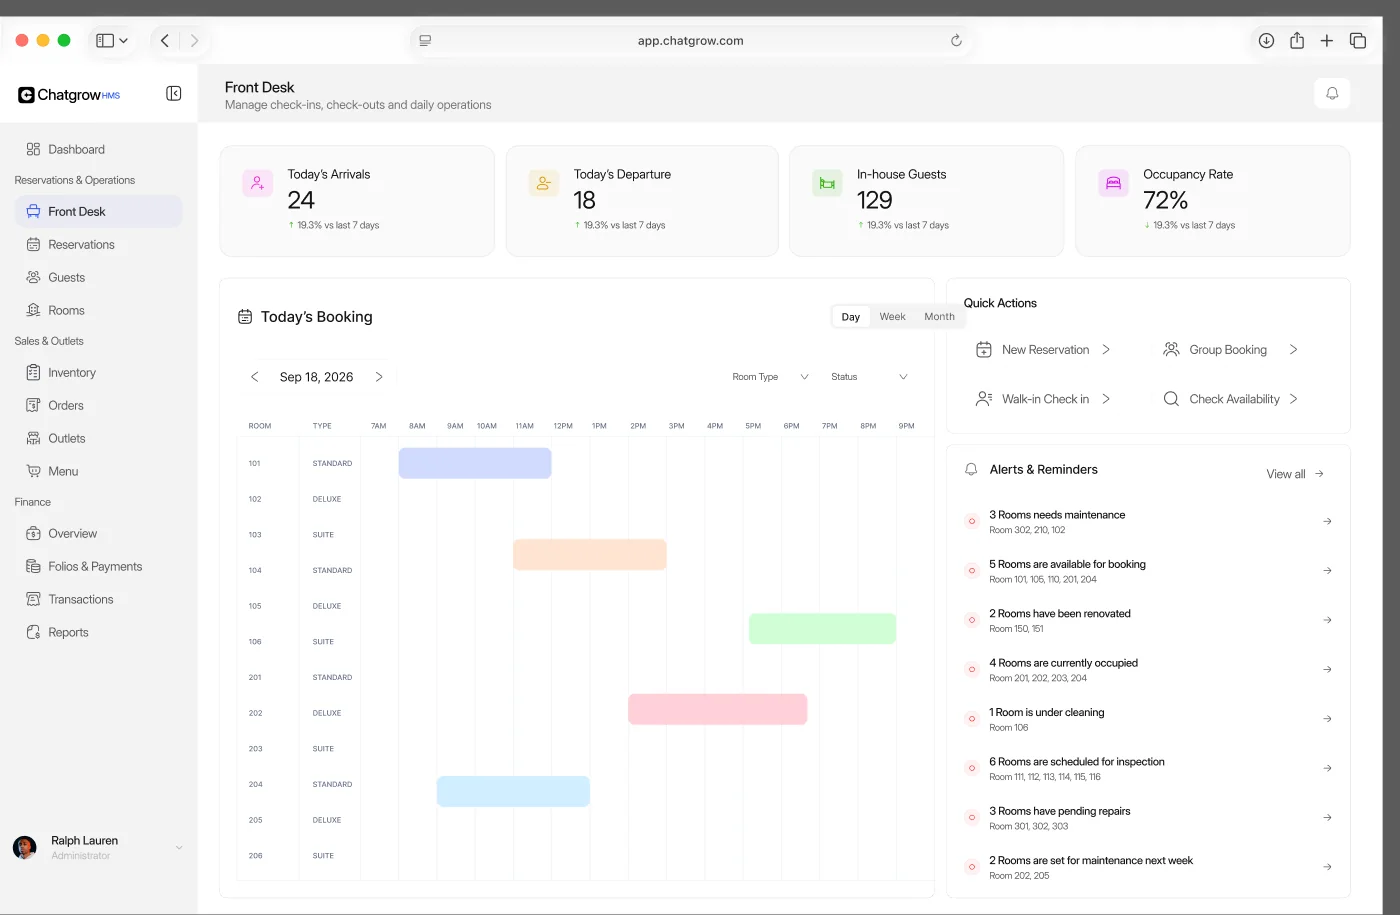 app.chatgrow.com
Chatgrow HMS
Front Desk
Manage check-ins, check-outs and daily operations
Dashboard
Reservations & Operations
Front Desk
Reservations
Guests
Rooms
Sales & Outlets
Inventory
Orders
Outlets
Menu
Finance
Overview
Folios & Payments
Transactions
Reports
Ralph Lauren
Administrator
Today's Arrivals
24
↑ 19.3% vs last 7 days
Today's Departure
18
↑ 19.3% vs last 7 days
In-house Guests
129
↑ 19.3% vs last 7 days
Occupancy Rate
72%
↓ 19.3% vs last 7 days
Today's Booking
Day Week Month
Sep 18, 2026
Room Type Status
ROOM TYPE 7AM 8AM 9AM 10AM 11AM 12PM 1PM 2PM 3PM 4PM 5PM 6PM 7PM 8PM 9PM
101 STANDARD
102 DELUXE
103 SUITE
104 STANDARD
105 DELUXE
106 SUITE
201 STANDARD
202 DELUXE
203 SUITE
204 STANDARD
205 DELUXE
206 SUITE
Quick Actions
New Reservation
Group Booking
Walk-in Check in
Check Availability
Alerts & Reminders
View all →
3 Rooms needs maintenance
Room 302, 210, 102
5 Rooms are available for booking
Room 101, 105, 110, 201, 204
2 Rooms have been renovated
Room 150, 151
4 Rooms are currently occupied
Room 201, 202, 203, 204
1 Room is under cleaning
Room 106
6 Rooms are scheduled for inspection
Room 111, 112, 113, 114, 115, 116
3 Rooms have pending repairs
Room 301, 302, 303
2 Rooms are set for maintenance next week
Room 202, 205